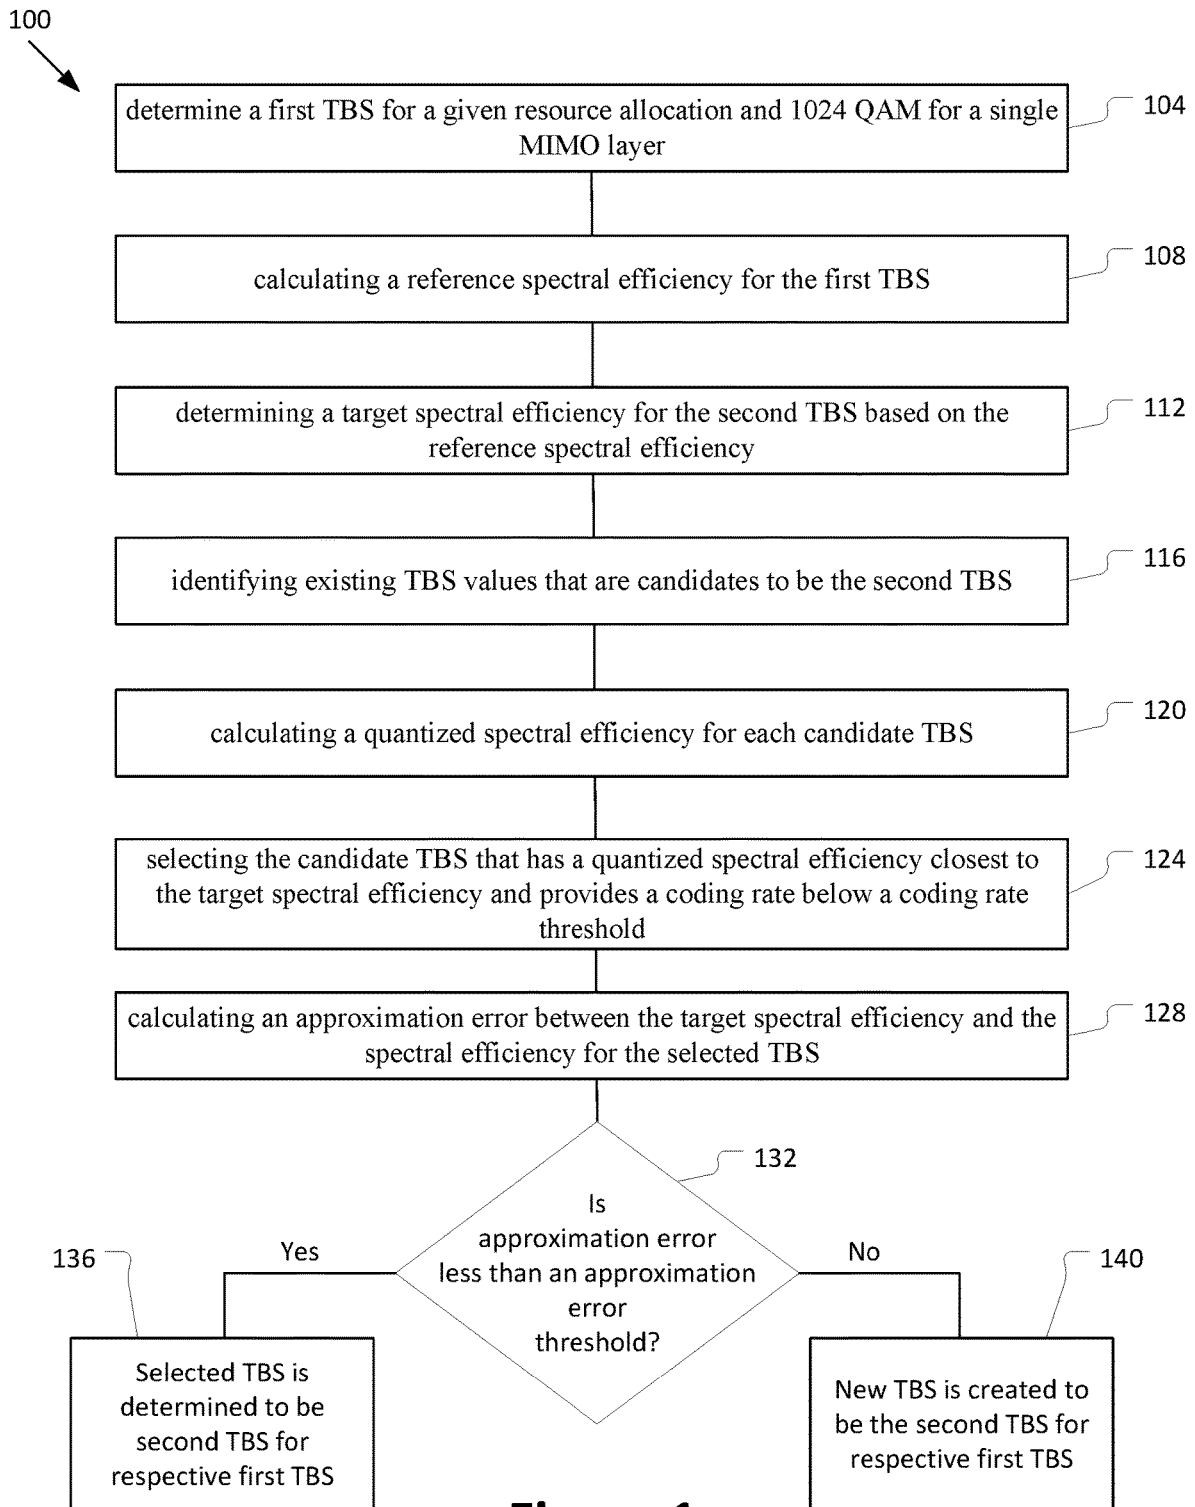 100
determine a first TBS for a given resource allocation and 1024 QAM for a single
MIMO layer
104
calculating a reference spectral efficiency for the first TBS
108
determining a target spectral efficiency for the second TBS based on the
reference spectral efficiency
112
identifying existing TBS values that are candidates to be the second TBS
116
calculating a quantized spectral efficiency for each candidate TBS
120
selecting the candidate TBS that has a quantized spectral efficiency closest to
the target spectral efficiency and provides a coding rate below a coding rate
threshold
124
calculating an approximation error between the target spectral efficiency and the
spectral efficiency for the selected TBS
128
132
Is
approximation error
less than an approximation
error
threshold?
Yes
No
136
Selected TBS is
determined to be
second TBS for
respective first TBS
140
New TBS is created to
be the second TBS for
respective first TBS